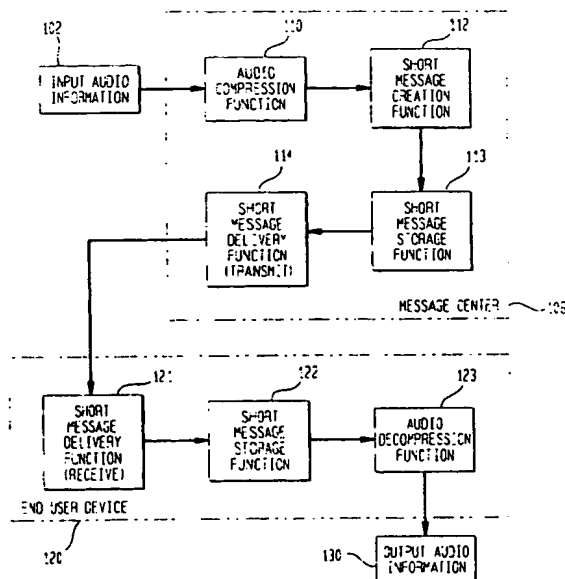 102
110
112
INPUT AUDIO
INFORMATION
AUDIO
COMPRESSION
FUNCTION
SHORT
MESSAGE
CREATION
FUNCTION
114
113
SHORT
MESSAGE
DELIVERY
FUNCTION
(TRANSMIT)
SHORT
MESSAGE
STORAGE
FUNCTION
MESSAGE CENTER
121
122
123
SHORT
MESSAGE
DELIVERY
FUNCTION
(RECEIVE)
SHORT
MESSAGE
STORAGE
FUNCTION
AUDIO
DECOMPRESSION
FUNCTION
END USER DEVICE
120
130
OUTPUT AUDIO
INFORMATION